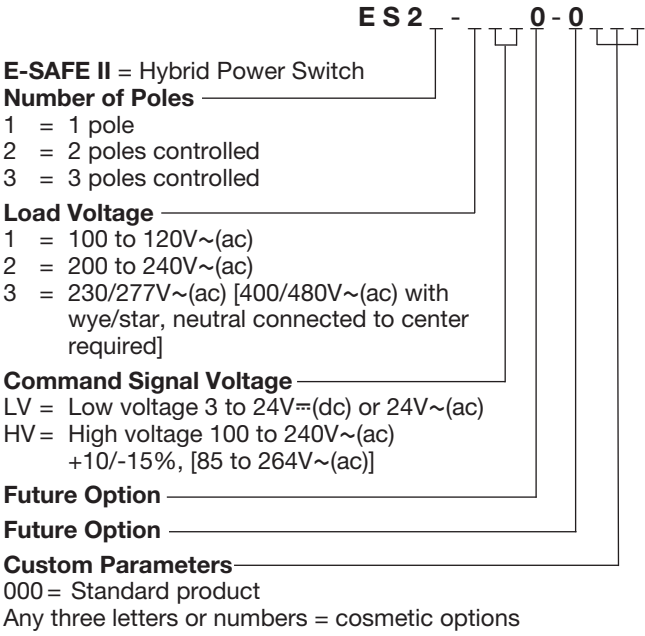 E S 2 _ - _ _ _ 0 - 0 _ _ _
E-SAFE II = Hybrid Power Switch
Number of Poles
1 = 1 pole
2 = 2 poles controlled
3 = 3 poles controlled
Load Voltage
1 = 100 to 120V~(ac)
2 = 200 to 240V~(ac)
3 = 230/277V~(ac) [400/480V~(ac) with
wye/star, neutral connected to center
required]
Command Signal Voltage
LV = Low voltage 3 to 24V⎓(dc) or 24V~(ac)
HV = High voltage 100 to 240V~(ac)
+10/-15%, [85 to 264V~(ac)]
Future Option
Future Option
Custom Parameters
000 = Standard product
Any three letters or numbers = cosmetic options